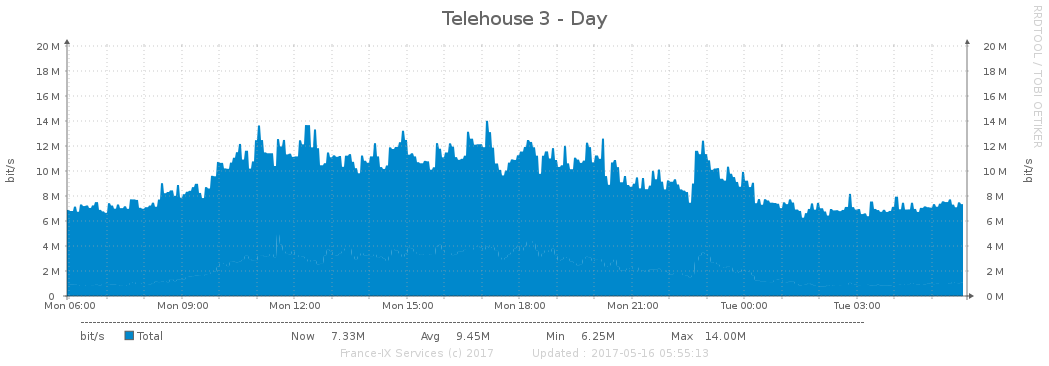 Telehouse 3 - Day
RRDTOOL / TOBI OETIKER
bit/s
bit/s
20 M 20 M
18 M 18 M
16 M 16 M
14 M 14 M
12 M 12 M
10 M 10 M
8 M 8 M
6 M 6 M
4 M 4 M
2 M 2 M
0 0 M
Mon 06:00 Mon 09:00 Mon 12:00 Mon 15:00 Mon 18:00 Mon 21:00 Tue 00:00 Tue 03:00
bit/s Total Now 7.33M Avg 9.45M Min 6.25M Max 14.00M
France-IX Services (c) 2017 Updated : 2017-05-16 05:55:13